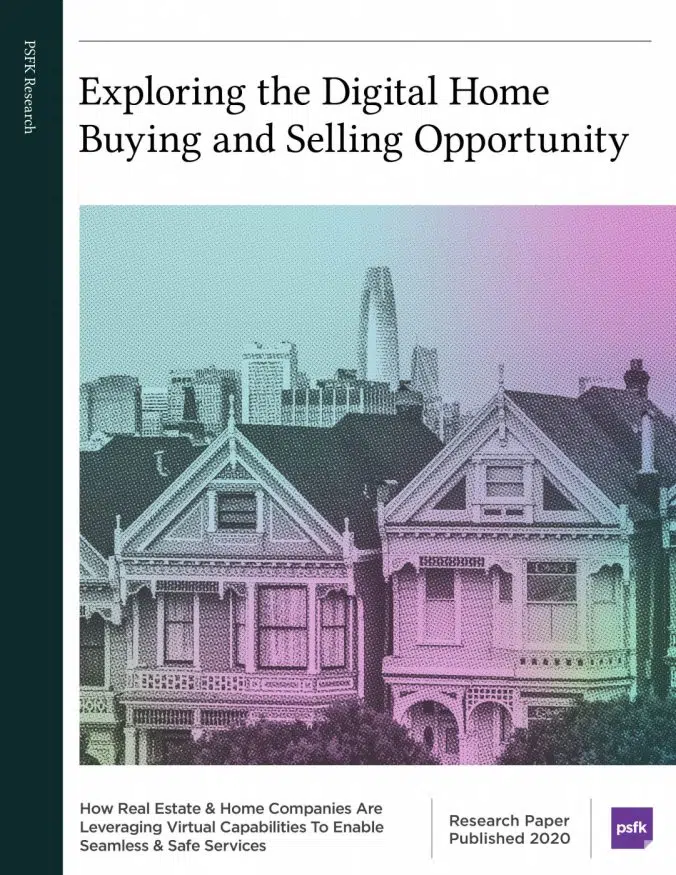 PSFK Research
Exploring the Digital Home
Buying and Selling Opportunity
How Real Estate & Home Companies Are
Leveraging Virtual Capabilities To Enable
Seamless & Safe Services
Research Paper
Published 2020
psfk